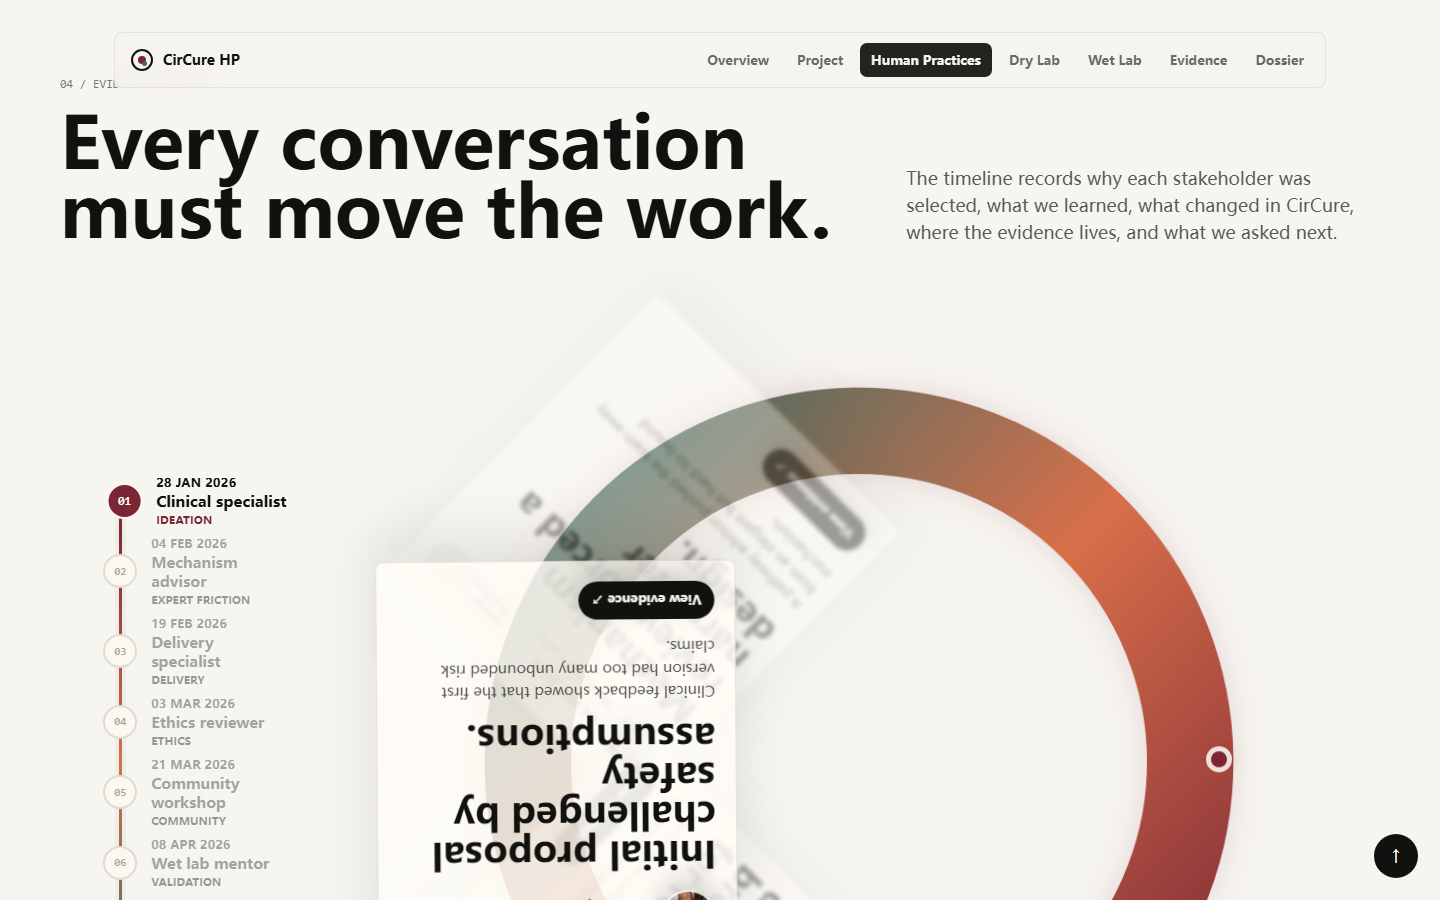 CirCure HP
Overview
Project
Human Practices
Dry Lab
Wet Lab
Evidence
Dossier
04 /
Every conversation
must move the work.
The timeline records why each stakeholder was
selected, what we learned, what changed in CirCure,
where the evidence lives, and what we asked next.
01
28 JAN 2026
Clinical specialist
IDEATION
02
04 FEB 2026
Mechanism
advisor
EXPERT FRICTION
03
19 FEB 2026
Delivery
specialist
DELIVERY
04
03 MAR 2026
Ethics reviewer
ETHICS
05
21 MAR 2026
Community
workshop
COMMUNITY
06
08 APR 2026
Wet lab mentor
VALIDATION
Initial proposal
challenged by
safety
assumptions.
Clinical feedback showed that the first
version had too many unbounded risk
claims.
View evidence ↗
design.
↑